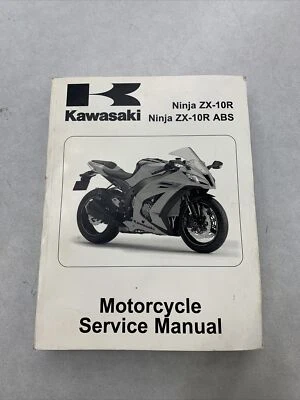 Kawasaki
Ninja ZX-10R
Ninja ZX-10R ABS
Motorcycle
Service Manual